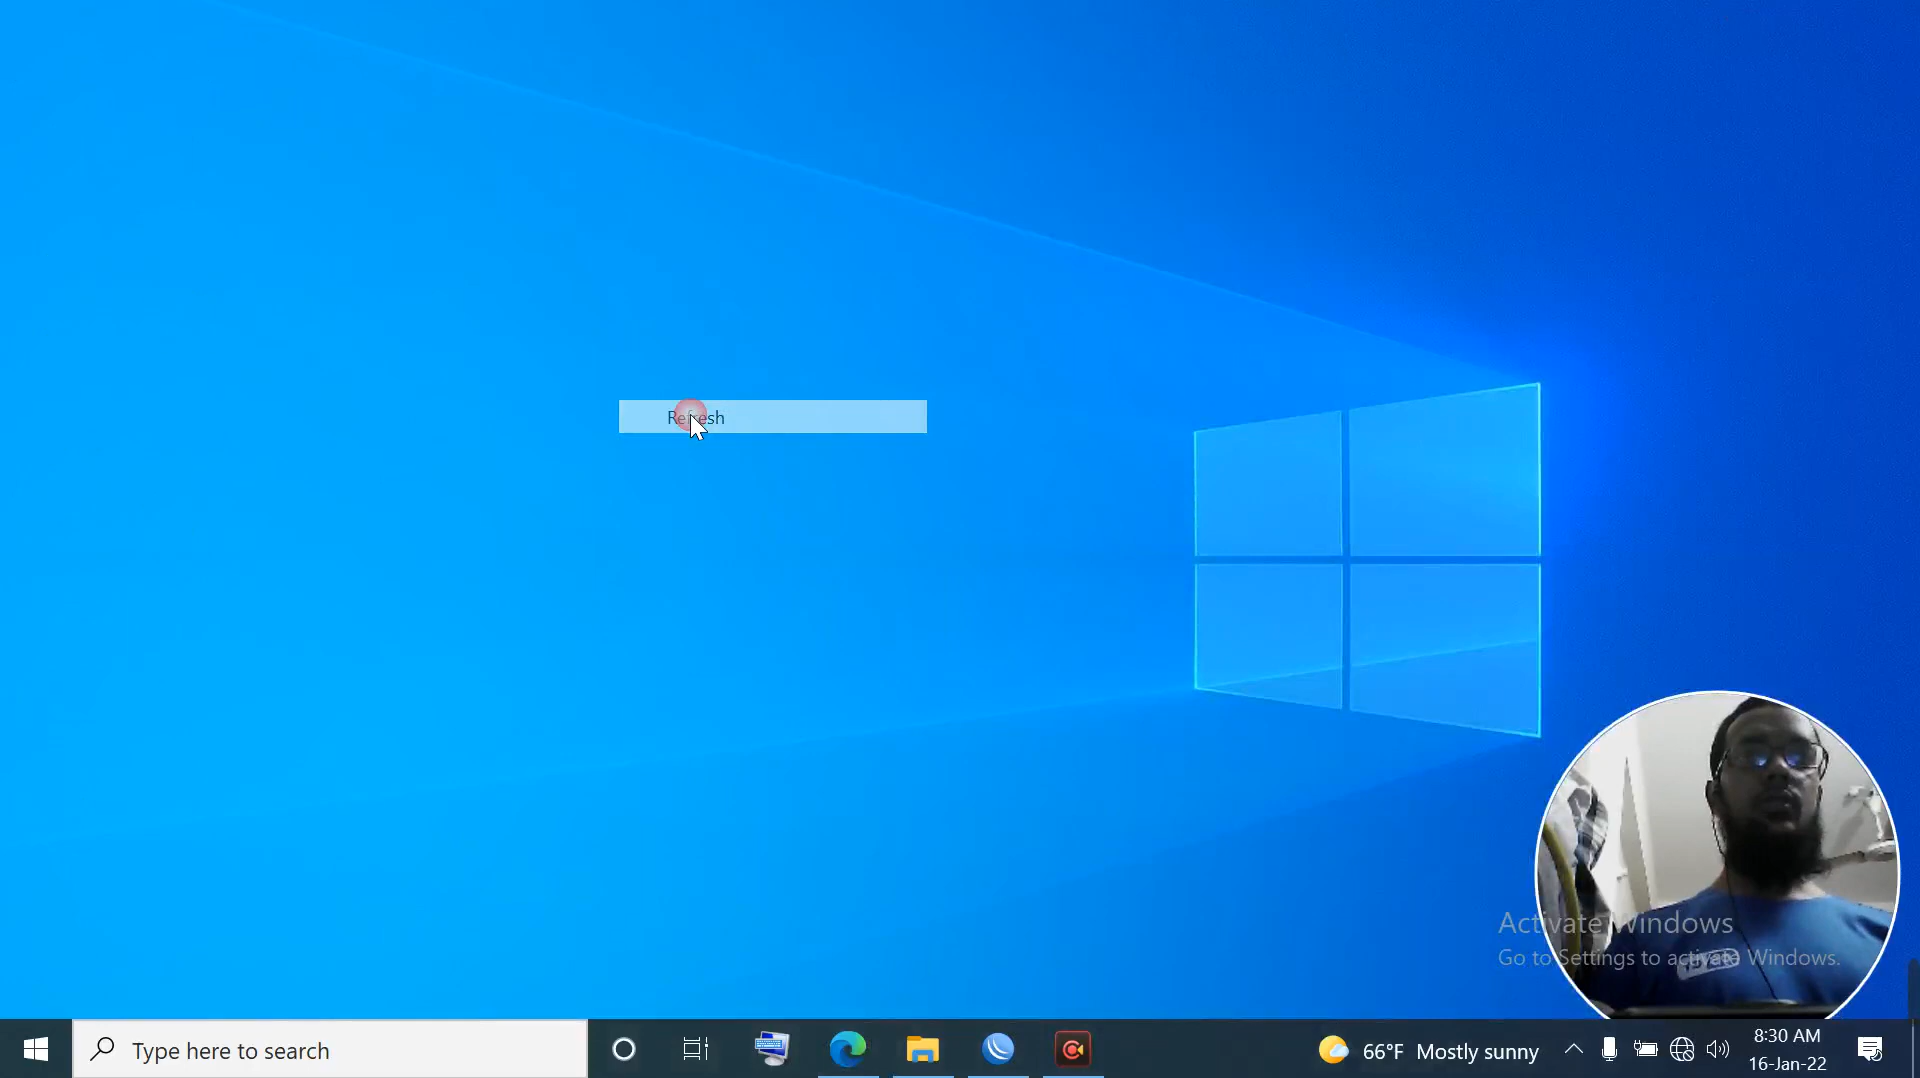 Refresh
Activate Windows
Go to Settings to activate Windows.
Type here to search
66°F Mostly sunny
8:30 AM
16-Jan-22